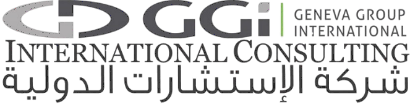 GGi GENEVA GROUP
INTERNATIONAL
INTERNATIONAL CONSULTING
شركة الإستشارات الدولية